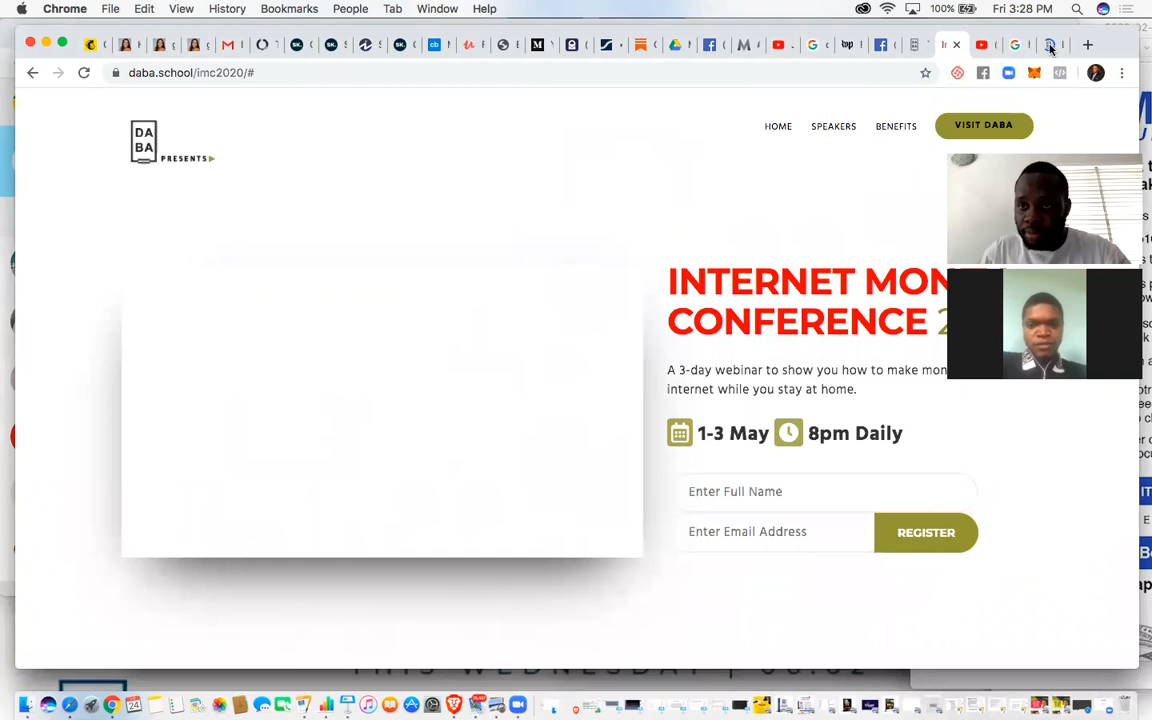 Chrome File Edit View History Bookmarks People Tab Window Help 100% Fri 3:28 PM
daba.school/imc2020/#
DA
BA
PRESENTS
HOME SPEAKERS BENEFITS VISIT DABA
INTERNET MON
CONFERENCE 2
A 3-day webinar to show you how to make mon
internet while you stay at home.
1-3 May 8pm Daily
Enter Full Name
Enter Email Address REGISTER
THIS WEDNESDAY